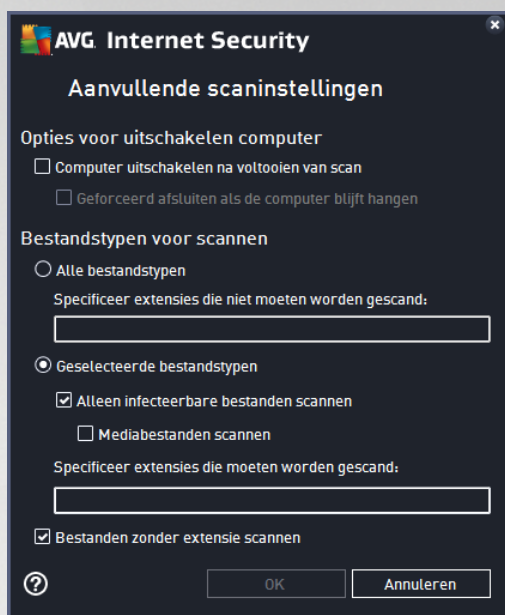 AVG. Internet Security
Aanvullende scaninstellingen
Opties voor uitschakelen computer
Computer uitschakelen na voltooien van scan
Geforceerd afsluiten als de computer blijft hangen
Bestandstypen voor scannen
Alle bestandstypen
Specificeer extensies die niet moeten worden gescand:
Geselecteerde bestandstypen
Alleen infecteerbare bestanden scannen
Mediabestanden scannen
Specificeer extensies die moeten worden gescand:
Bestanden zonder extensie scannen
? OK Annuleren